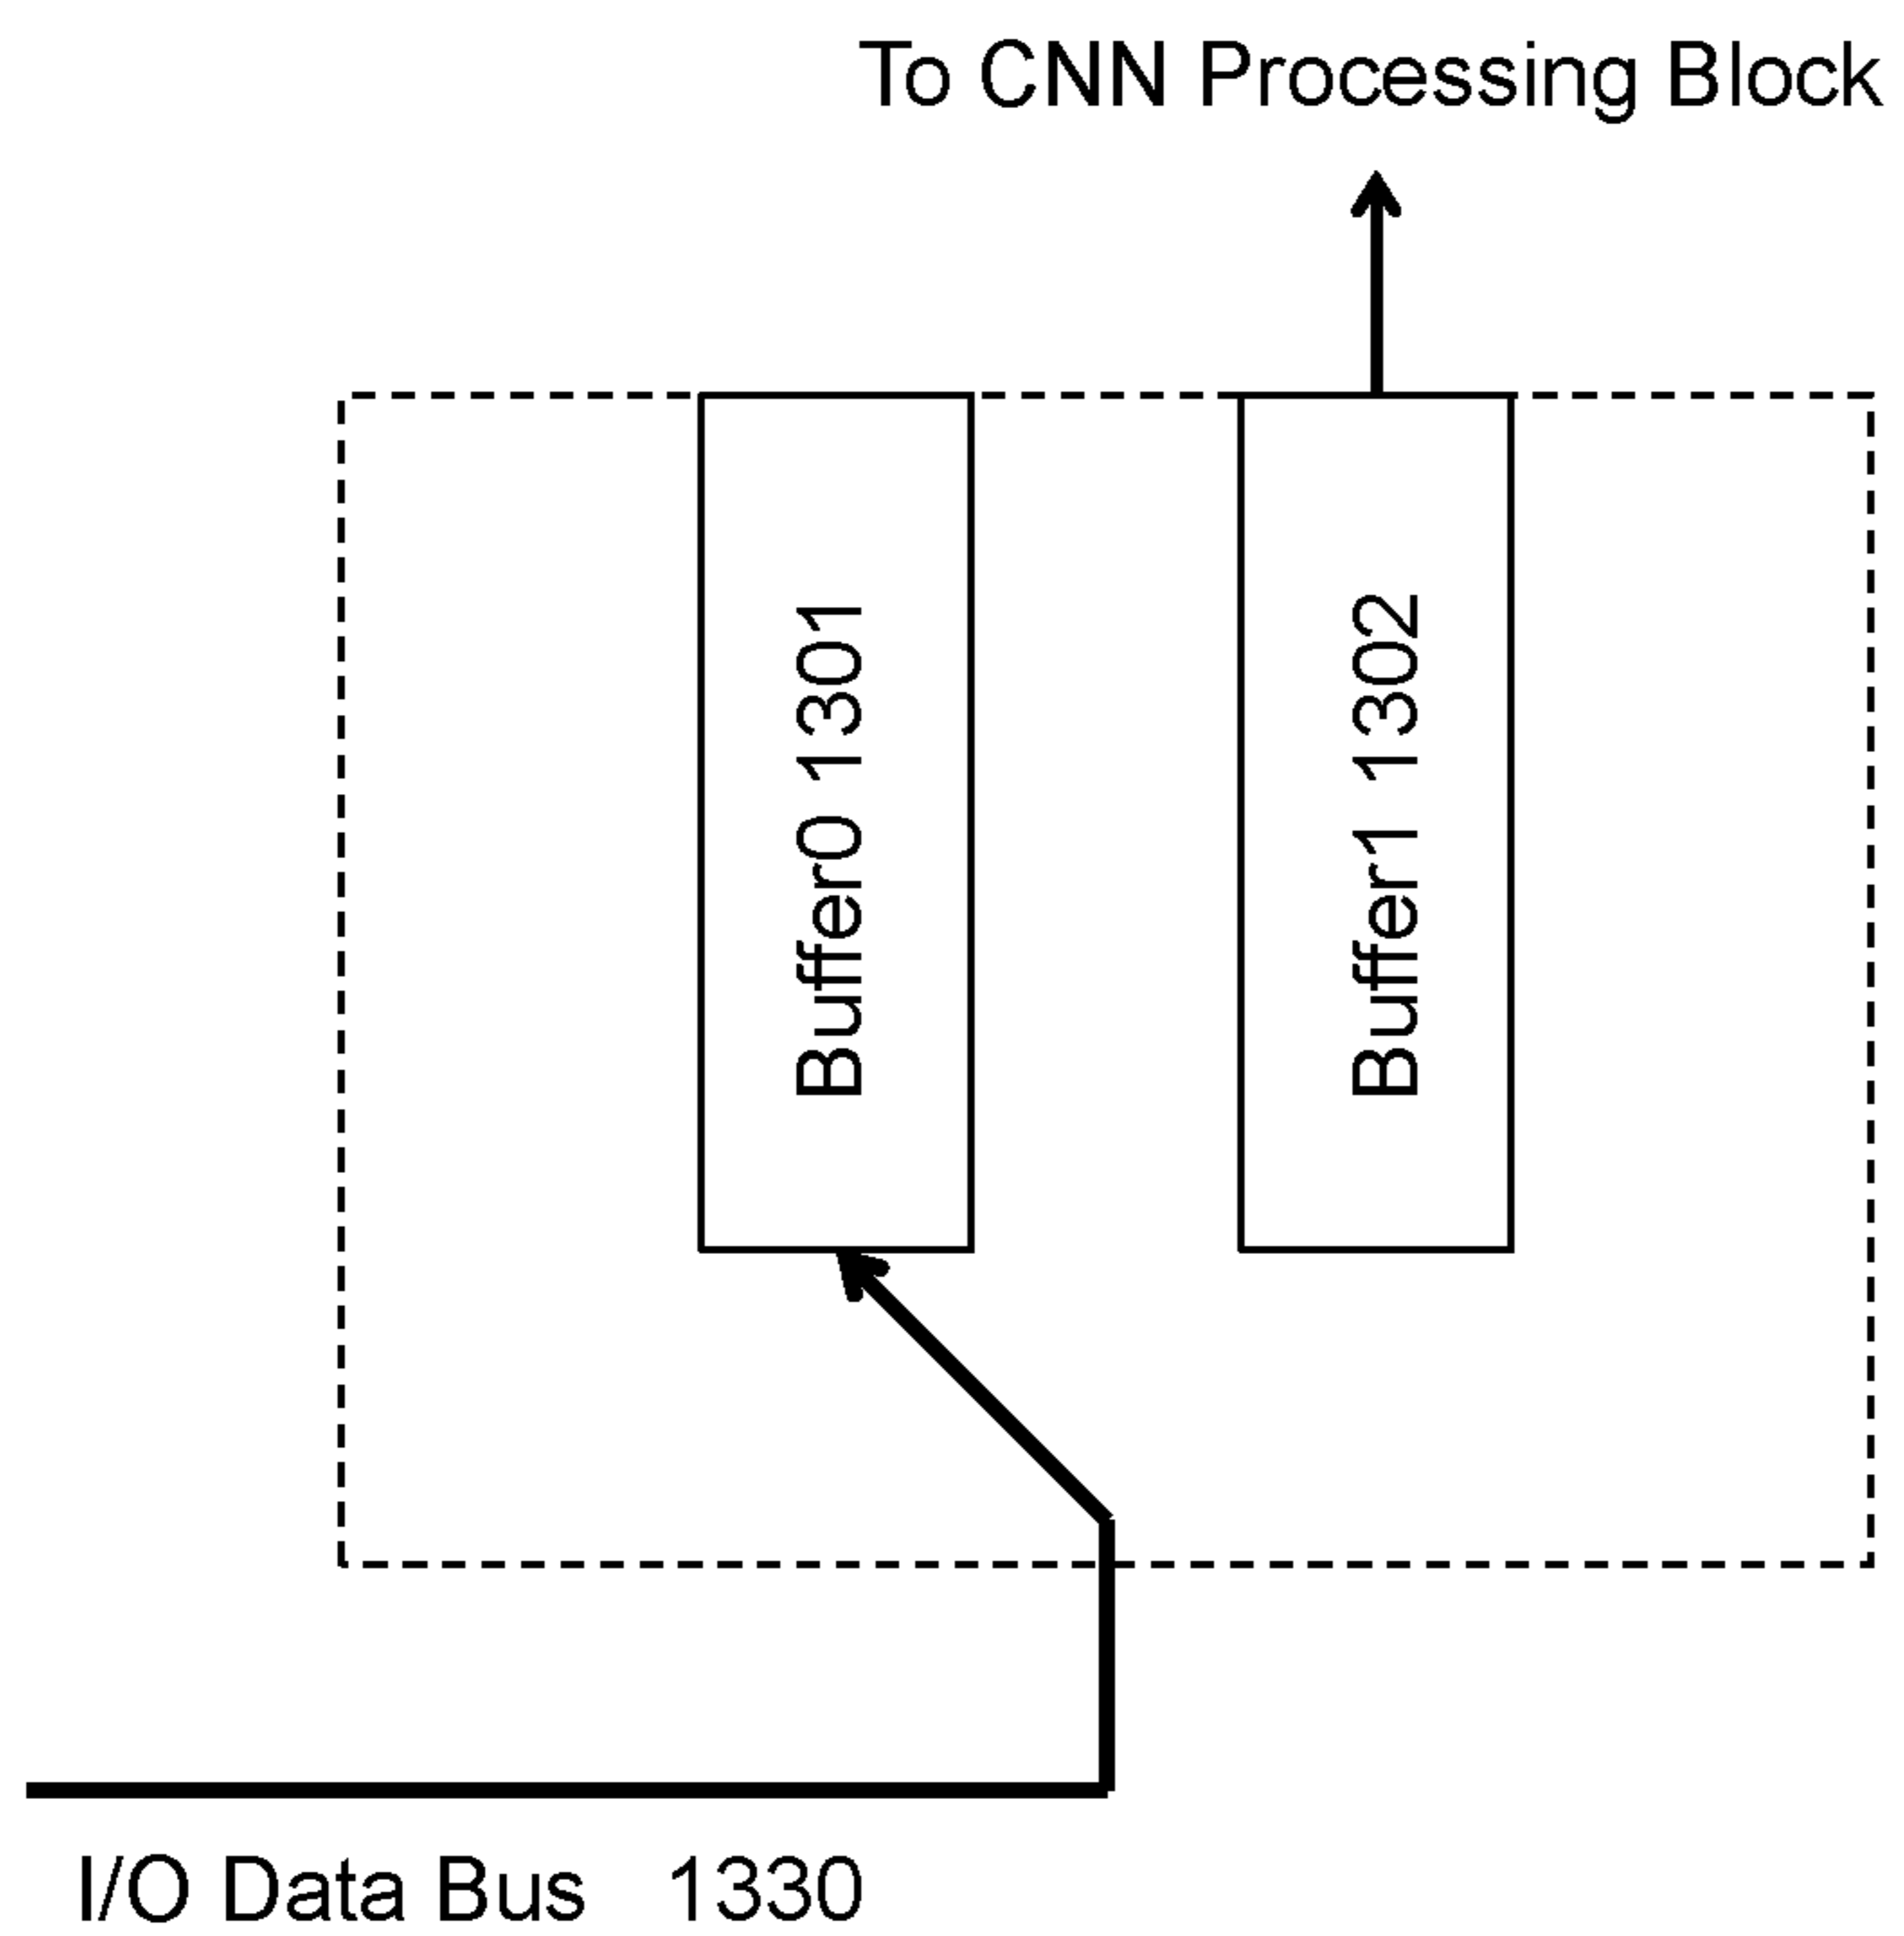 To CNN Processing Block
Buffer0 1301
Buffer1 1302
I/O Data Bus 1330